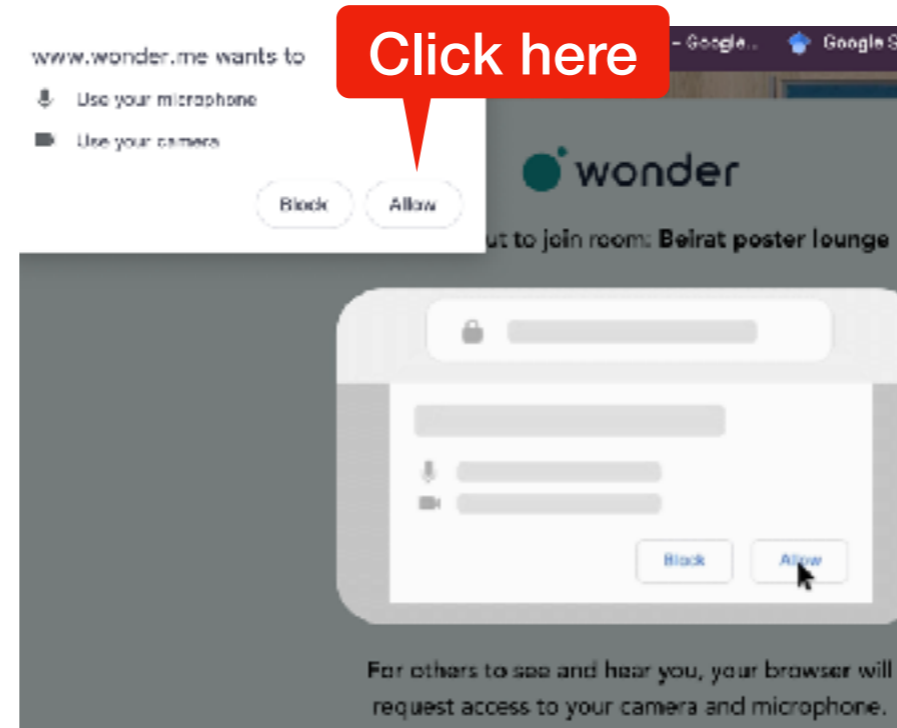 www.wonder.me wants to
Use your microphone
Use your camera
Block
Allow
Click here
- Google..
Google S
wonder
ut to join room: Beirat poster lounge
Block
Allow
For others to see and hear you, your browser will
request access to your camera and microphone.